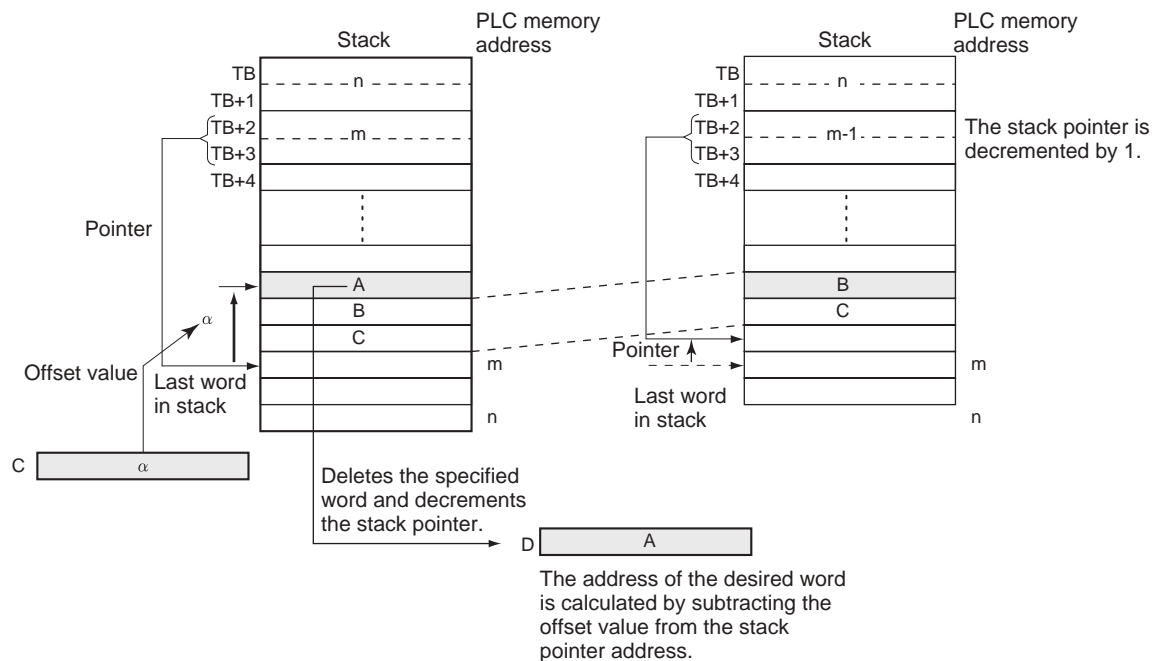 Stack
PLC memory
address
TB
n
TB+1
TB+2
m
TB+3
TB+4
Pointer
A
B
C
α
Offset value
Last word
in stack
m
n
C
α
Deletes the specified
word and decrements
the stack pointer.
D
A
The address of the desired word
is calculated by subtracting the
offset value from the stack
pointer address.
Stack
PLC memory
address
TB
n
TB+1
TB+2
m-1
TB+3
TB+4
The stack pointer is
decremented by 1.
B
C
Pointer
m
Last word
in stack
n